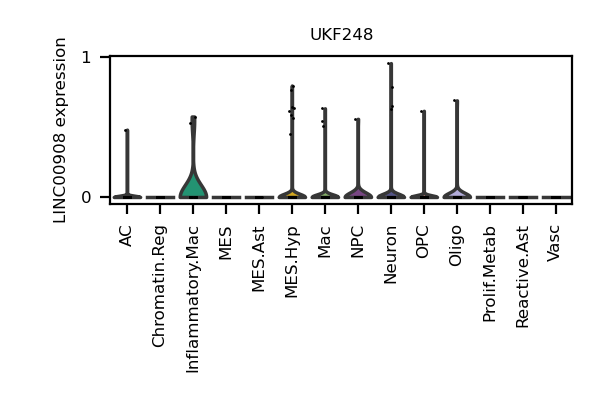 UKF248
LINC00908 expression
1
0
AC
Chromatin.Reg
Inflammatory.Mac
MES
MES.Ast
MES.Hyp
Mac
NPC
Neuron
OPC
Oligo
Prolif.Metab
Reactive.Ast
Vasc